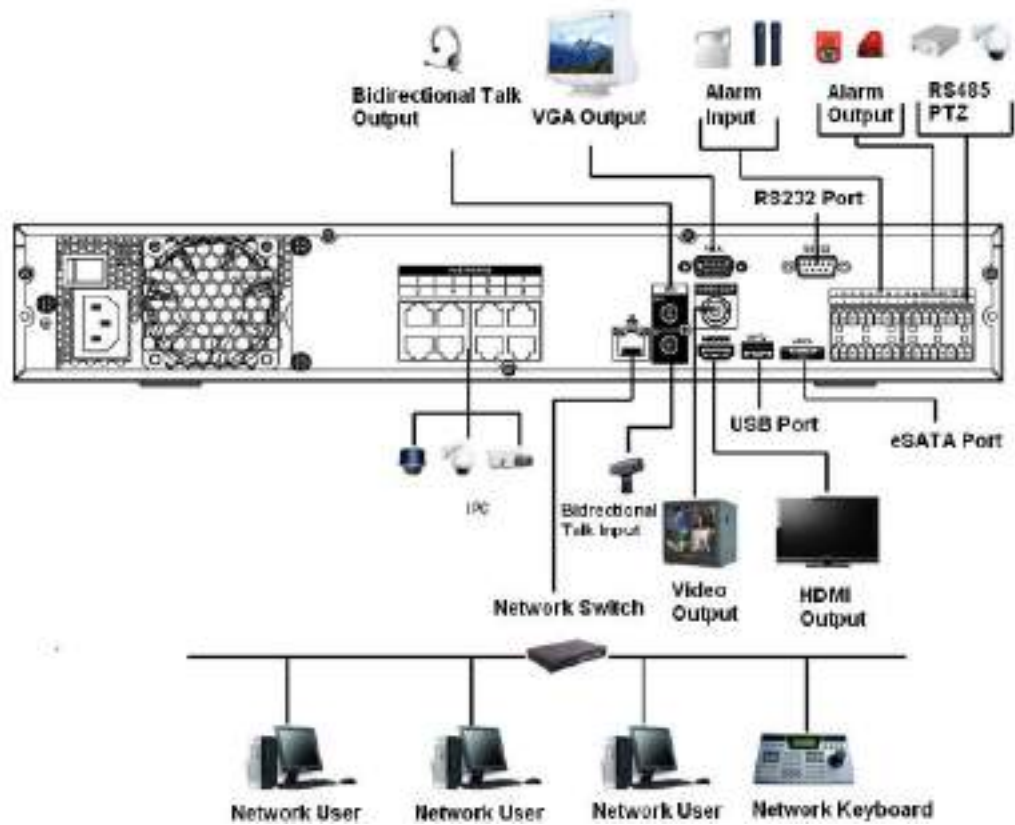 Bidirectional Talk
Output
VGA Output
Alarm
Input
Alarm
Output
RS485
PTZ
RS232 Port
USB Port
eSATA Port
IPC
Bidrectional
Talk Input
Video
Output
HDMI
Output
Network Switch
Network User
Network User
Network User
Network Keyboard